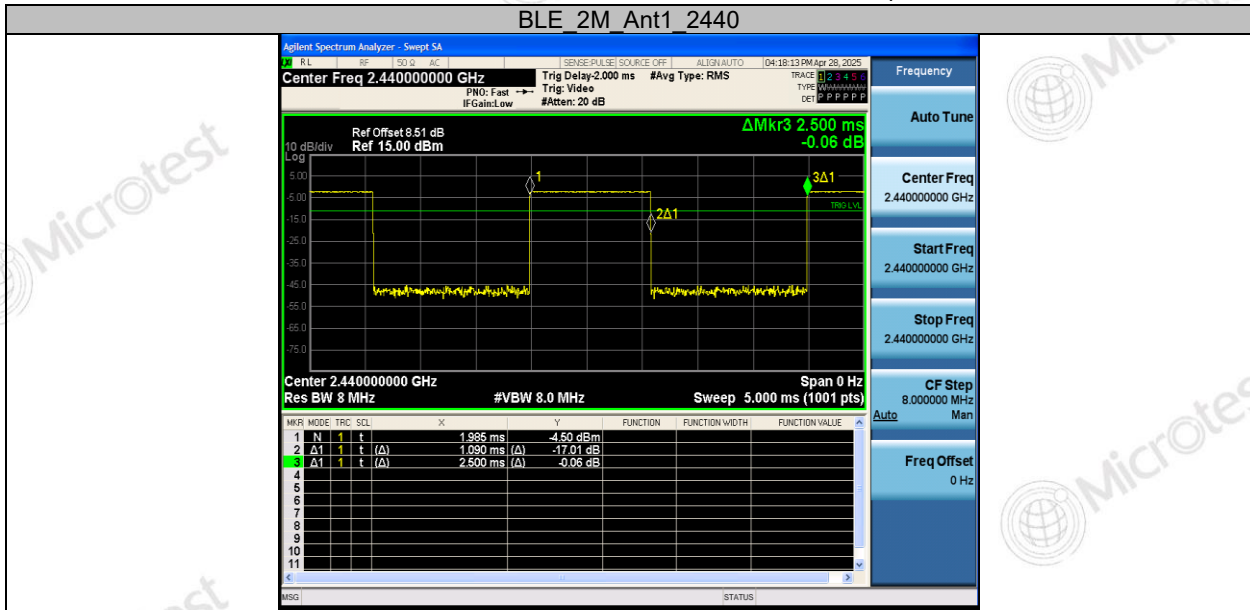 BLE_2M_Ant1_2440
Agilent Spectrum Analyzer - Swept SA
RL RF 50 Ω AC SENSE:PULSE SOURCE OFF ALIGNAUTO 04:18:13 PM Apr 28, 2025
Center Freq 2.440000000 GHz
Trig Delay-2.000 ms #Avg Type: RMS
TRACE 1 2 3 4 5 6
PNO: Fast Trig: Video
TYPE
IFGain:Low #Atten: 20 dB
DET P P P P P P
Frequency
ΔMkr3 2.500 ms
-0.06 dB
Ref Offset 8.51 dB
10 dB/div Ref 15.00 dBm
Log
5.00
-5.00
-15.0
-25.0
-35.0
-45.0
-55.0
-65.0
-75.0
1
2Δ1
3Δ1
TRIG LVL
Center 2.440000000 GHz Span 0 Hz
Res BW 8 MHz #VBW 8.0 MHz Sweep 5.000 ms (1001 pts)
MKR MODE TRC SCL X Y FUNCTION FUNCTION WIDTH FUNCTION VALUE
1 N 1 t 1.985 ms -4.50 dBm
2 Δ1 1 t (Δ) 1.090 ms (Δ) -17.01 dB
3 Δ1 1 t (Δ) 2.500 ms (Δ) -0.06 dB
4
5
6
7
8
9
10
11
MSG STATUS
Auto Tune
Center Freq
2.440000000 GHz
Start Freq
2.440000000 GHz
Stop Freq
2.440000000 GHz
CF Step
8.000000 MHz
Auto Man
Freq Offset
0 Hz
Microtest
Microtest